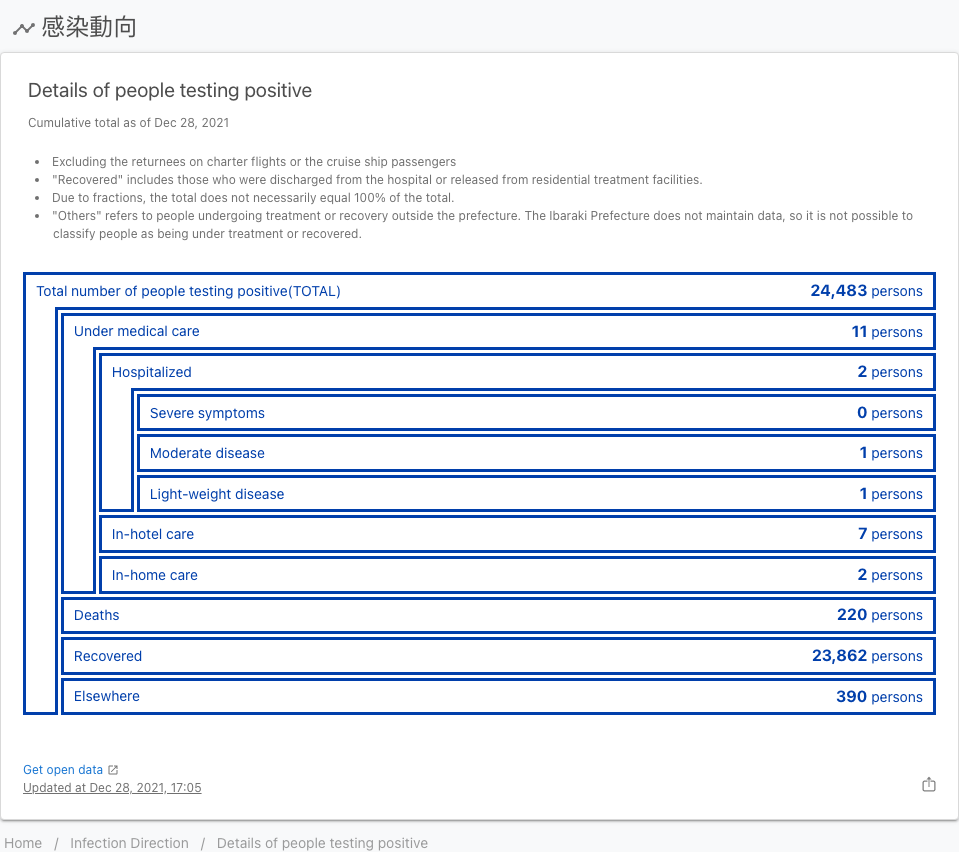 感染動向
Details of people testing positive
Cumulative total as of Dec 28, 2021
• Excluding the returnees on charter flights or the cruise ship passengers
• "Recovered" includes those who were discharged from the hospital or released from residential treatment facilities.
• Due to fractions, the total does not necessarily equal 100% of the total.
• "Others" refers to people undergoing treatment or recovery outside the prefecture. The Ibaraki Prefecture does not maintain data, so it is not possible to
classify people as being under treatment or recovered.
Total number of people testing positive(TOTAL) 24,483 persons
Under medical care 11 persons
Hospitalized 2 persons
Severe symptoms 0 persons
Moderate disease 1 persons
Light-weight disease 1 persons
In-hotel care 7 persons
In-home care 2 persons
Deaths 220 persons
Recovered 23,862 persons
Elsewhere 390 persons
Get open data
Updated at Dec 28, 2021, 17:05
Home / Infection Direction / Details of people testing positive